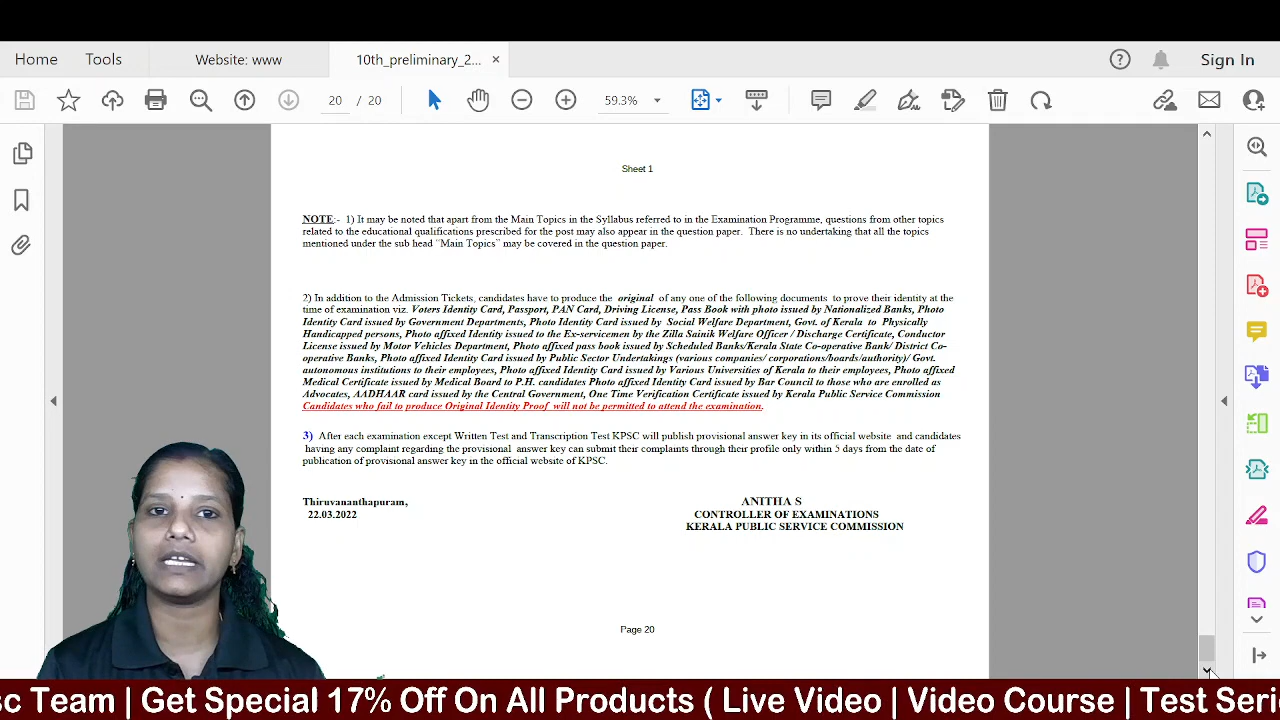 Home Tools Website: www 10th_preliminary_2... × Sign In
20 / 20 59.3%
Sheet 1
NOTE:- 1) It may be noted that apart from the Main Topics in the Syllabus referred to in the Examination Programme, questions from other topics
related to the educational qualifications prescribed for the post may also appear in the question paper. There is no undertaking that all the topics
mentioned under the sub head “Main Topics” may be covered in the question paper.
2) In addition to the Admission Tickets, candidates have to produce the original of any one of the following documents to prove their identity at the
time of examination viz. Voters Identity Card, Passport, PAN Card, Driving License, Pass Book with photo issued by Nationalized Banks, Photo
Identity Card issued by Government Departments, Photo Identity Card issued by Social Welfare Department, Govt. of Kerala to Physically
Handicapped persons, Photo affixed Identity issued to the Ex-servicemen by the Zilla Sainik Welfare Officer / Discharge Certificate, Conductor
License issued by Motor Vehicles Department, Photo affixed pass book issued by Scheduled Banks/Kerala State Co-operative Bank/ District Co-
operative Banks, Photo affixed Identity Card issued by Public Sector Undertakings (various companies/ corporations/boards/authority)/ Govt.
autonomous institutions to their employees, Photo affixed Identity Card issued by Various Universities of Kerala to their employees, Photo affixed
Medical Certificate issued by Medical Board to P.H. candidates Photo affixed Identity Card issued by Bar Council to those who are enrolled as
Advocates, AADHAAR card issued by the Central Government, One Time Verification Certificate issued by Kerala Public Service Commission
Candidates who fail to produce Original Identity Proof will not be permitted to attend the examination.
3) After each examination except Written Test and Transcription Test KPSC will publish provisional answer key in its official website and candidates
having any complaint regarding the provisional answer key can submit their complaints through their profile only within 5 days from the date of
publication of provisional answer key in the official website of KPSC.
Thiruvananthapuram, ANITHA S
22.03.2022 CONTROLLER OF EXAMINATIONS
KERALA PUBLIC SERVICE COMMISSION
Page 20
sc Team | Get Special 17% Off On All Products ( Live Video | Video Course | Test Seri